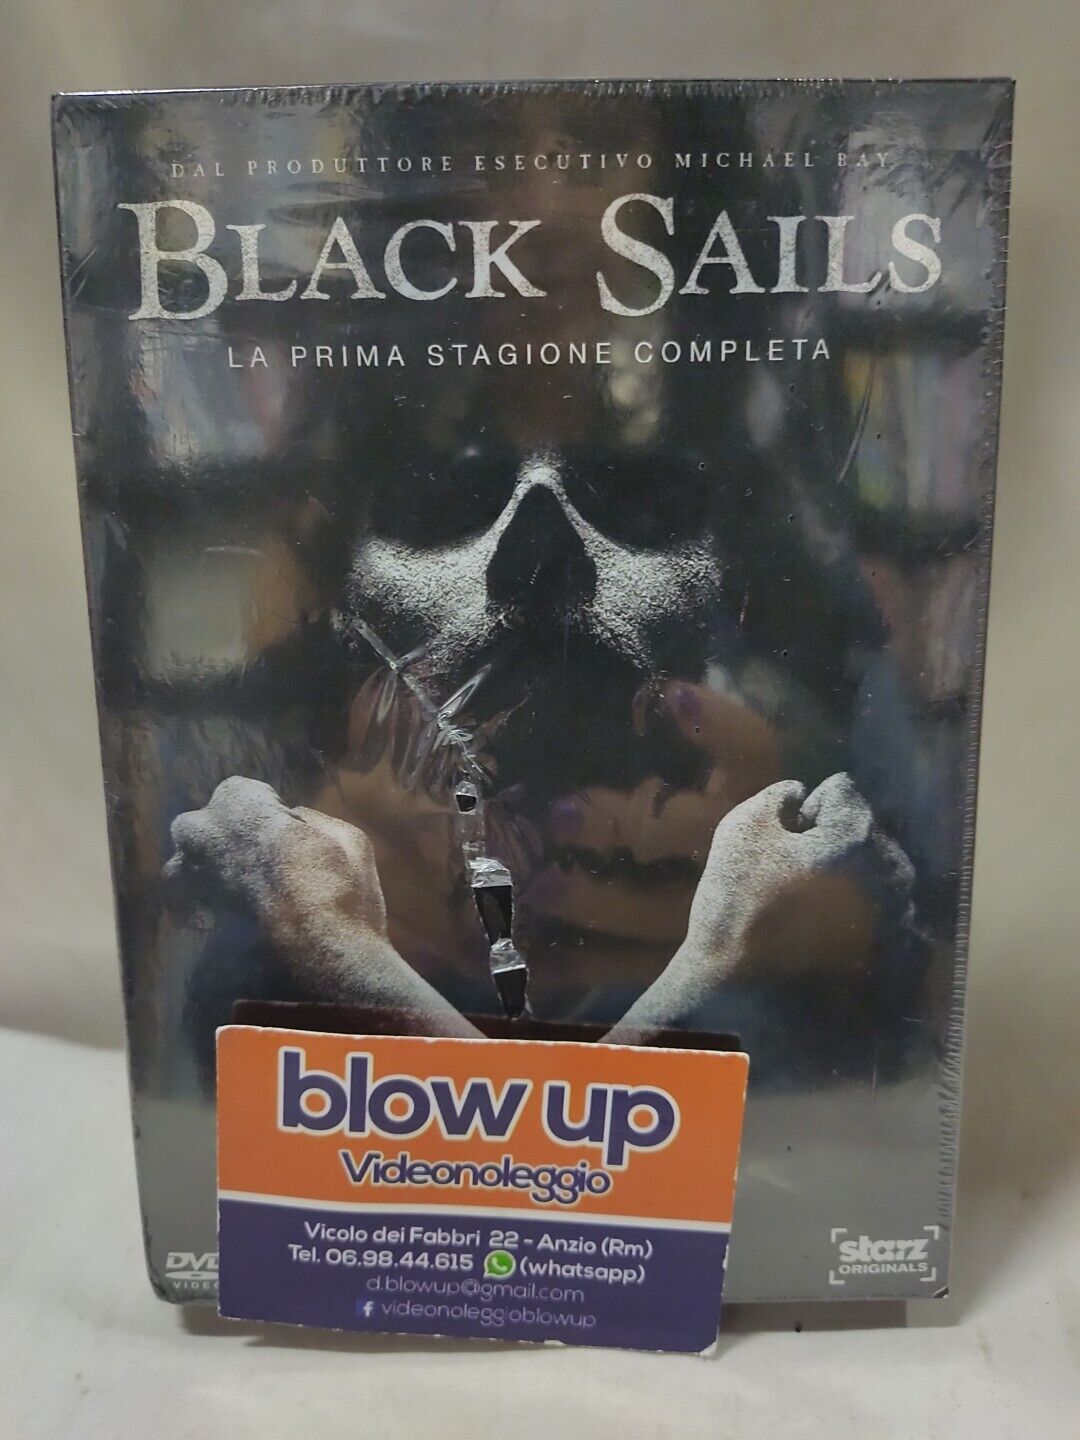 DAL PRODUTTORE ESECUTIVO MICHAEL BAY
BLACK SAILS
LA PRIMA STAGIONE COMPLETA
blow up
Videonoleggio
Vicolo dei Fabbri 22 - Anzio (Rm)
Tel. 06.98.44.615 (whatsapp)
d.blowup@gmail.com
f videonoleggioblowup
DVD
VIDEO
starz
ORIGINALS